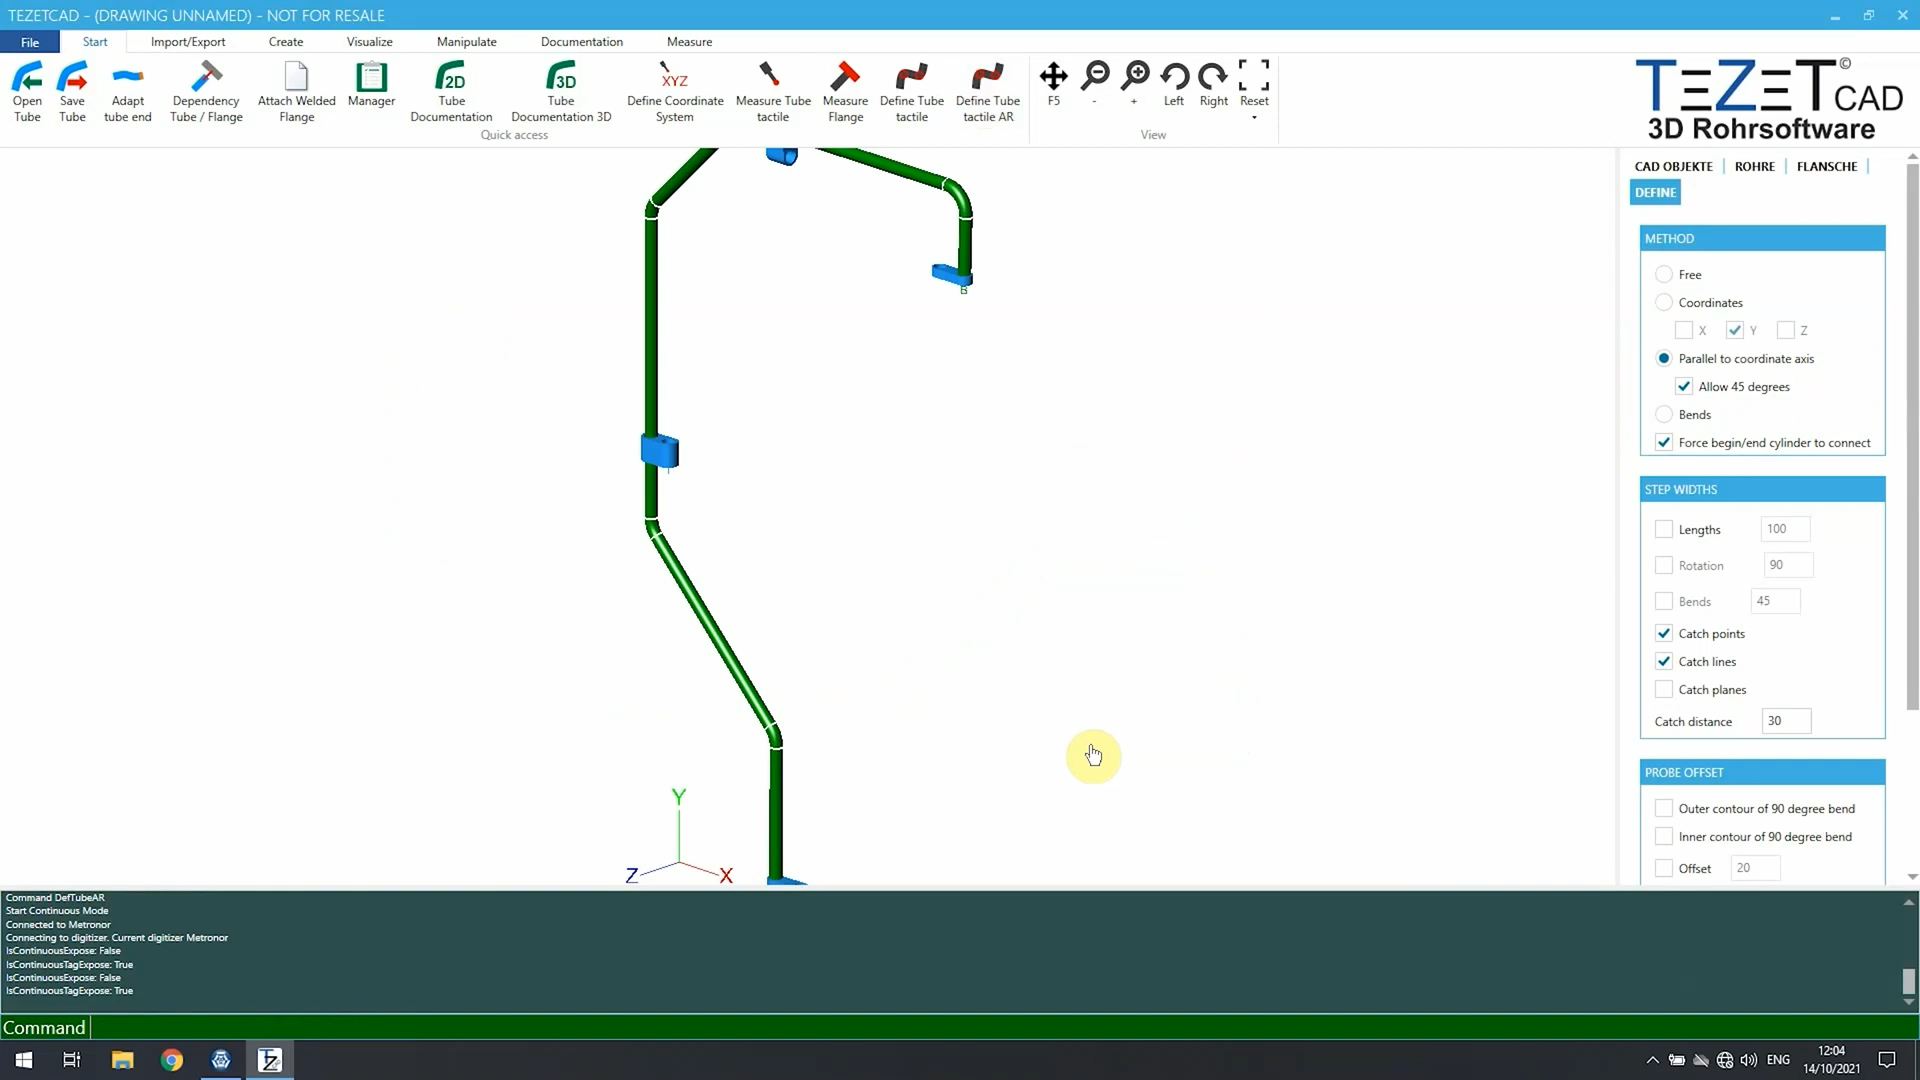 TEZETCAD - (DRAWING UNNAMED) - NOT FOR RESALE
File Start Import/Export Create Visualize Manipulate Documentation Measure
Open Tube
Save Tube
Adapt tube end
Dependency Tube / Flange
Attach Welded Flange
Manager
2D Tube Documentation
3D Tube Documentation 3D
XYZ Define Coordinate System
Measure Tube tactile
Measure Flange
Define Tube tactile
Define Tube tactile AR
Quick access
F5 - + Left Right Reset
View
TEZET CAD ©
3D Rohrsoftware
CAD OBJEKTE ROHRE FLANSCHE
DEFINE
METHOD
Free
Coordinates
X Y Z
Parallel to coordinate axis
Allow 45 degrees
Bends
Force begin/end cylinder to connect
STEP WIDTHS
Lengths 100
Rotation 90
Bends 45
Catch points
Catch lines
Catch planes
Catch distance 30
PROBE OFFSET
Outer contour of 90 degree bend
Inner contour of 90 degree bend
Offset 20
B
Y
Z X
Command DefTubeAR
Start Continuous Mode
Connected to Metronor
Connecting to digitizer. Current digitizer Metronor
IsContinuousExpose: False
IsContinuousTagExpose: True
IsContinuousExpose: False
IsContinuousTagExpose: True
Command
ENG
12:04
14/10/2021